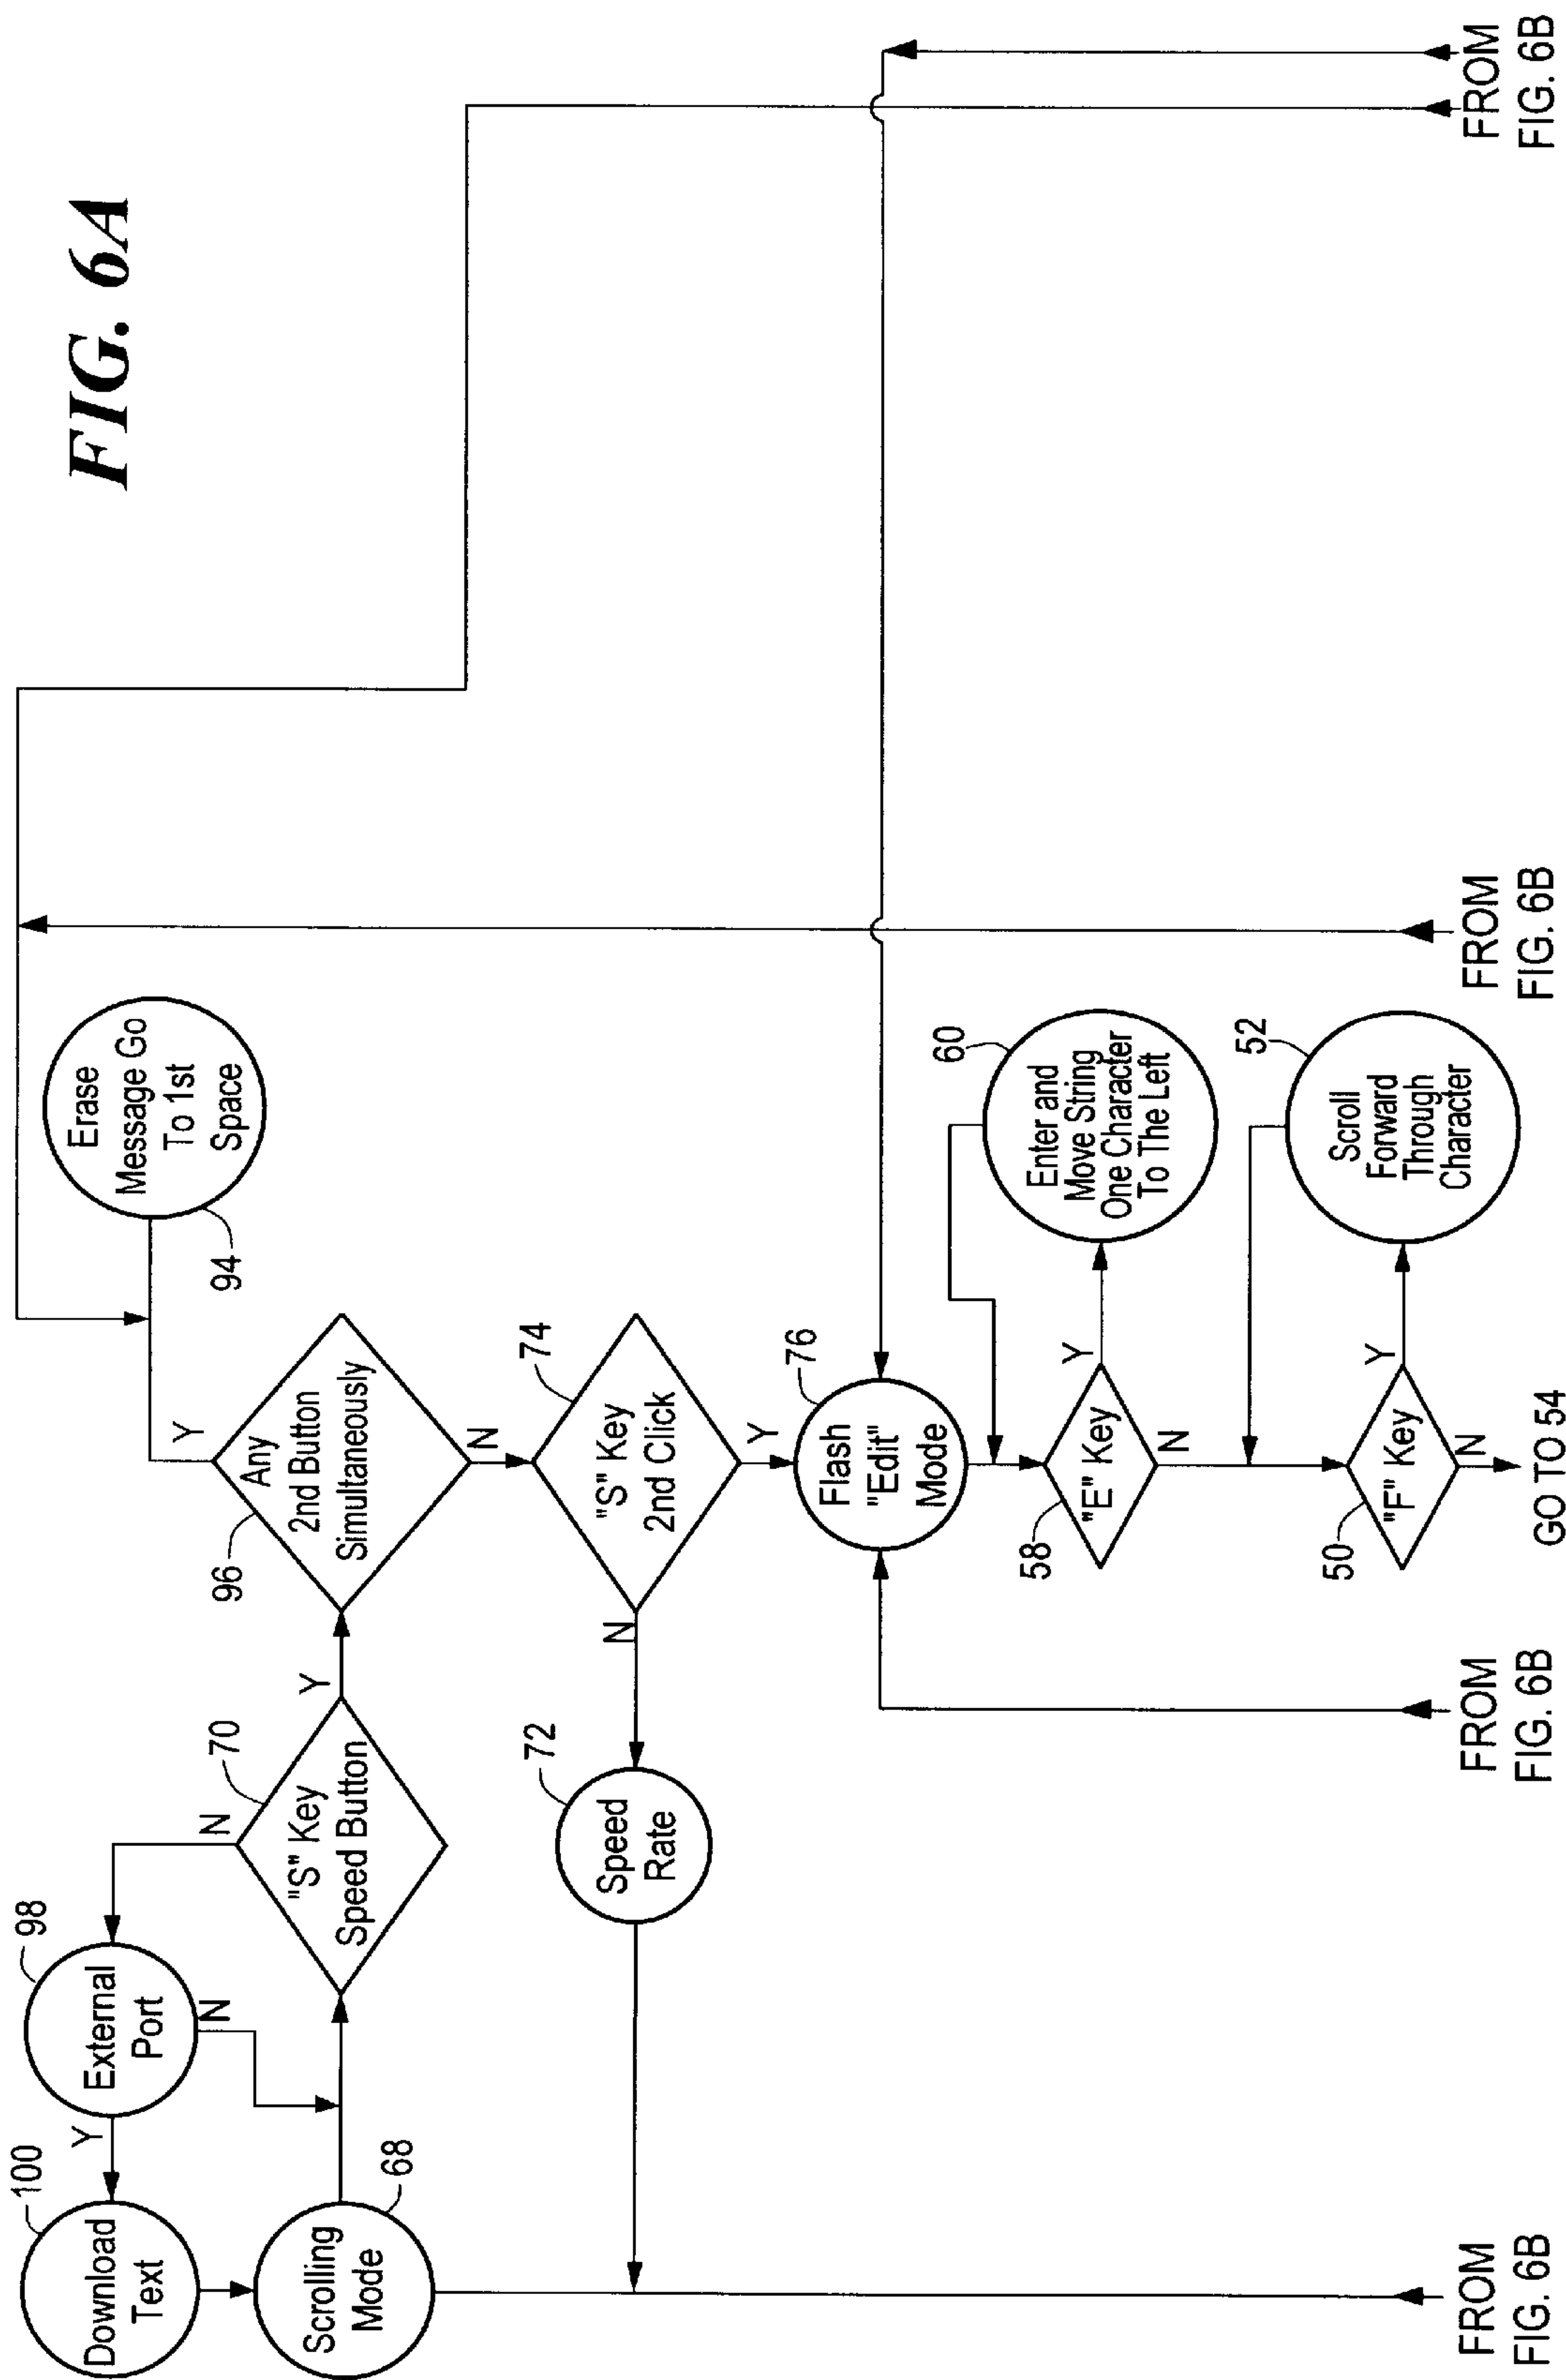 FIG. 6A
100
Download
Text
Y
98
External
Port
N
N
Scrolling
Mode
68
70
"S" Key
Speed Button
Y
96
Any
2nd Button
Simultaneously
Y
N
94
Erase
Message Go
To 1st
Space
72
Speed
Rate
N
74
"S" Key
2nd Click
Y
76
Flash
"Edit"
Mode
58
"E" Key
Y
N
60
Enter and
Move String
One Character
To The Left
50
"F" Key
Y
N
52
Scroll
Forward
Through
Character
GO TO 54
FROM
FIG. 6B
FROM
FIG. 6B
FROM
FIG. 6B
FROM
FIG. 6B